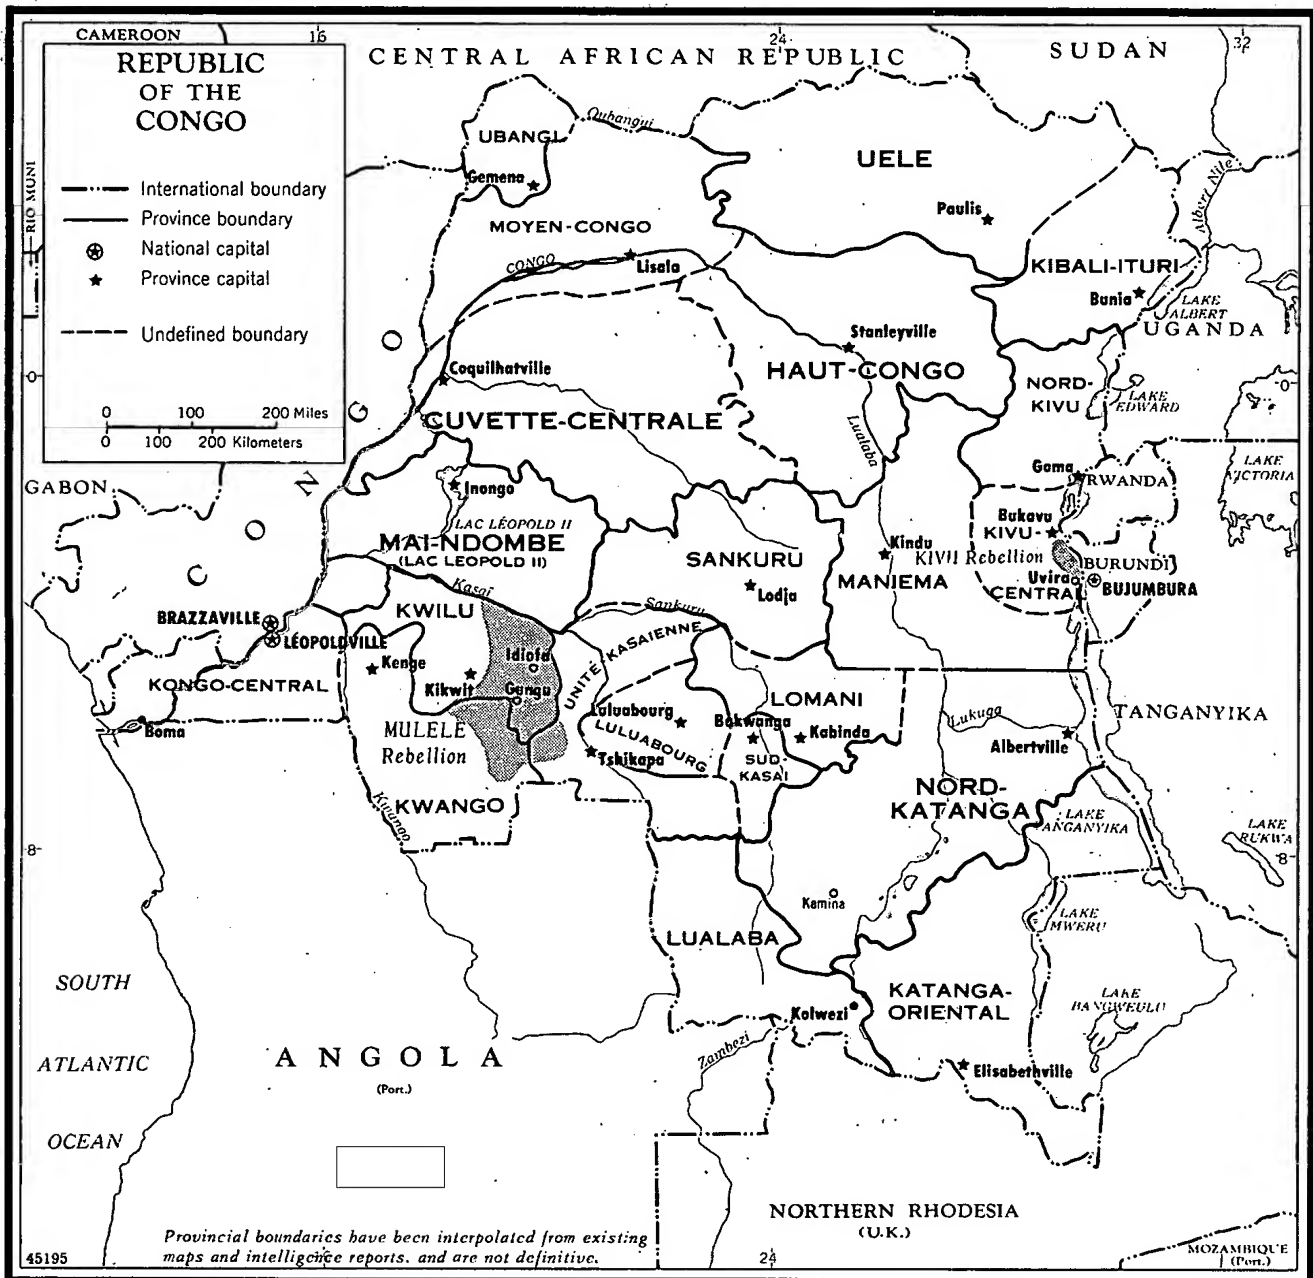 CAMEROON
16
24
32
CENTRAL AFRICAN REPUBLIC
SUDAN
REPUBLIC
OF THE
CONGO
International boundary
Province boundary
National capital
Province capital
Undefined boundary
0 100 200 Miles
0 100 200 Kilometers
RIO MUNI
UBANGI
Oubangui
Gemena
UELE
Paulis
Albert Nile
MOYEN-CONGO
CONGO
Lisala
KIBALI-ITURI
Bunia
LAKE
ALBERT
UGANDA
Stanleyville
HAUT-CONGO
Coquilhatville
CUVETTE-CENTRALE
NORD-
KIVU
LAKE
EDWARD
0
0
Lualaba
CONGO
GABON
Inongo
LAC LÉOPOLD II
MAI-NDOMBE
(LAC LEOPOLD II)
Goma
RWANDA
LAKE
VICTORIA
Bukavu
KIVU-
Kindu
KIVU Rebellion
SANKURU
MANIEMA
BURUNDI
Uvira
CENTRAL
BUJUMBURA
Lodja
Kasai
Sankuru
KWILU
BRAZZAVILLE
LÉOPOLDVILLE
Kenge
Idiofa
UNITÉ-KASAIENNE
KONGO-CENTRAL
Kikwit
Gungu
LOMANI
Boma
MULELE
Rebellion
Luluabourg
LULUABOURG
Bakwanga
Kabinda
Lukuga
TANGANYIKA
Albertville
Tshikapa
SUD-
KASAI
KWANGO
Kwango
NORD-
KATANGA
LAKE
TANGANYIKA
LAKE
RUKWA
8
8
Kamina
LUALABA
LAKE
MWERU
SOUTH
ATLANTIC
OCEAN
KATANGA-
ORIENTAL
LAKE
BANGWEULU
Kolwezi
ANGOLA
(Port.)
Zambezi
Elisabethville
NORTHERN RHODESIA
(U.K.)
Provincial boundaries have been interpolated from existing
maps and intelligence reports, and are not definitive.
45195
24
MOZAMBIQUE
(Port.)